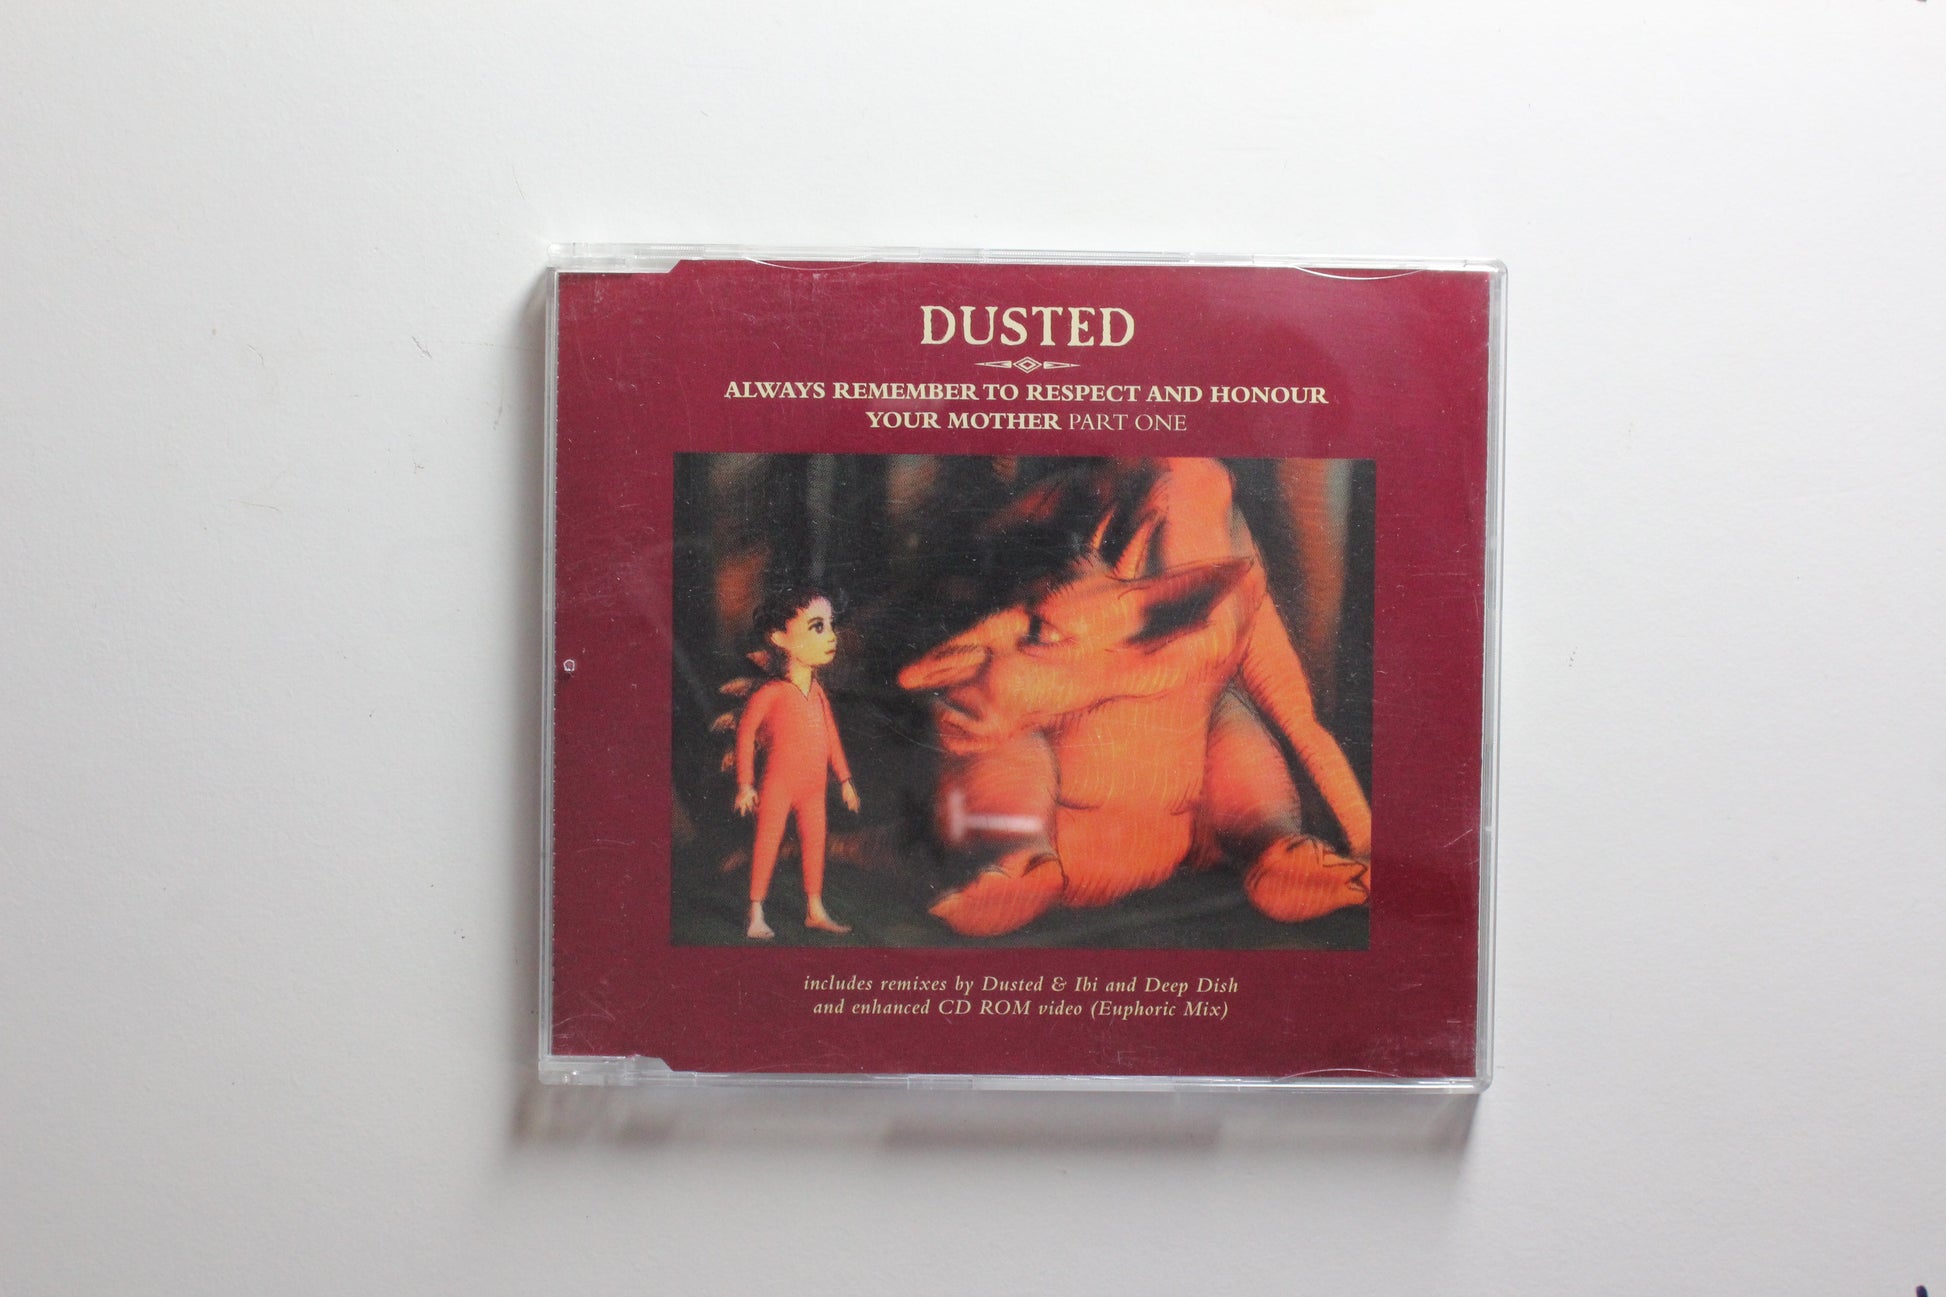 DUSTED
ALWAYS REMEMBER TO RESPECT AND HONOUR
YOUR MOTHER PART ONE
includes remixes by Dusted & Ibi and Deep Dish
and enhanced CD ROM video (Euphoric Mix)